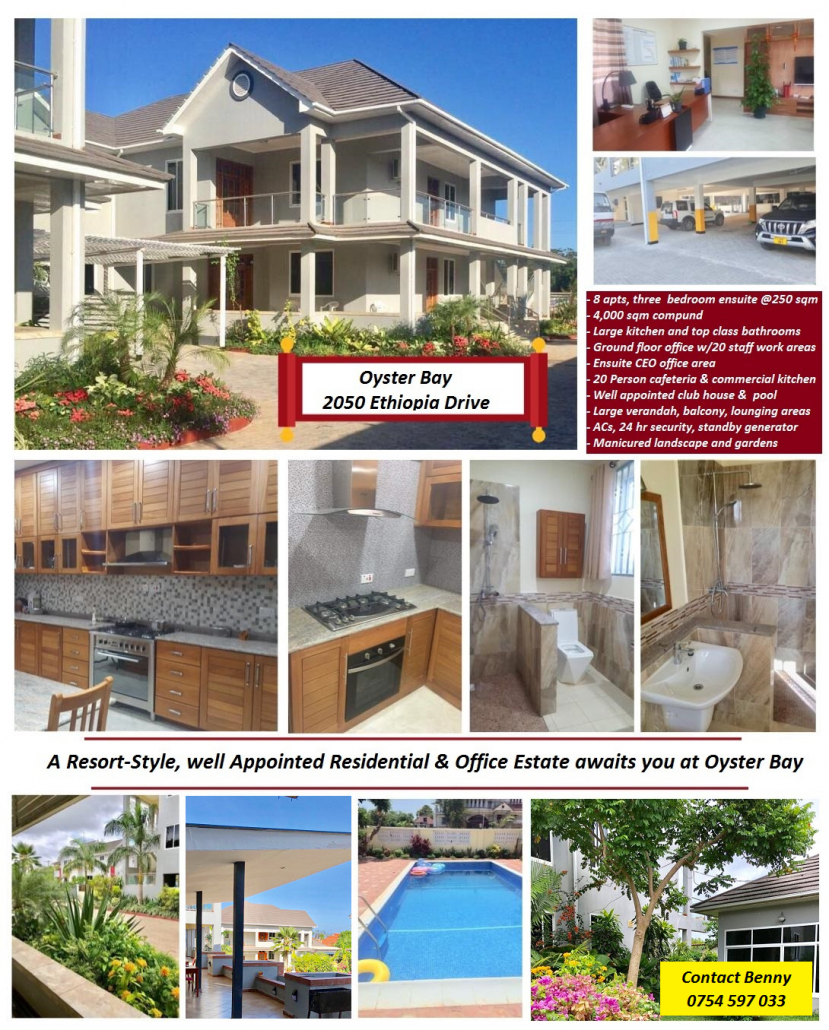 - 8 apts, three bedroom ensuite @250 sqm
- 4,000 sqm compund
- Large kitchen and top class bathrooms
- Ground floor office w/20 staff work areas
- Ensuite CEO office area
- 20 Person cafeteria & commercial kitchen
- Well appointed club house & pool
- Large verandah, balcony, lounging areas
- ACs, 24 hr security, standby generator
- Manicured landscape and gardens
Oyster Bay
2050 Ethiopia Drive
A Resort-Style, well Appointed Residential & Office Estate awaits you at Oyster Bay
Contact Benny
0754 597 033